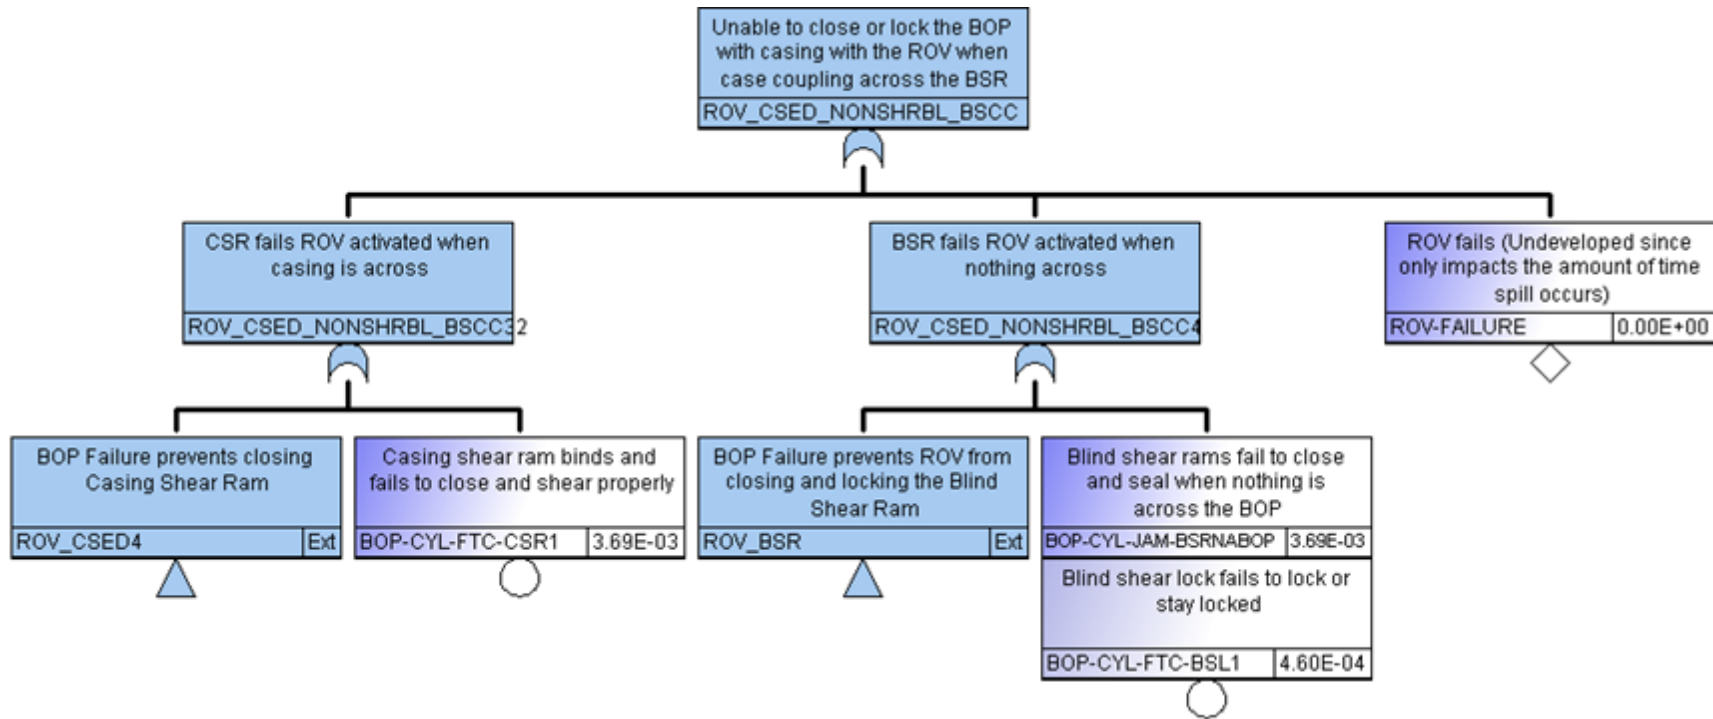 Unable to close or lock the BOP
with casing with the ROV when
case coupling across the BSR
ROV_CSED_NONSHRBL_BSCC
CSR fails ROV activated when
casing is across
ROV_CSED_NONSHRBL_BSCC32
BSR fails ROV activated when
nothing across
ROV_CSED_NONSHRBL_BSCC4
ROV fails (Undeveloped since
only impacts the amount of time
spill occurs)
ROV-FAILURE 0.00E+00
BOP Failure prevents closing
Casing Shear Ram
ROV_CSED4 Ext
Casing shear ram binds and
fails to close and shear properly
BOP-CYL-FTC-CSR1 3.69E-03
BOP Failure prevents ROV from
closing and locking the Blind
Shear Ram
ROV_BSR Ext
Blind shear rams fail to close
and seal when nothing is
across the BOP
BOP-CYL-JAM-BSRNABOP 3.69E-03
Blind shear lock fails to lock or
stay locked
BOP-CYL-FTC-BSL1 4.60E-04